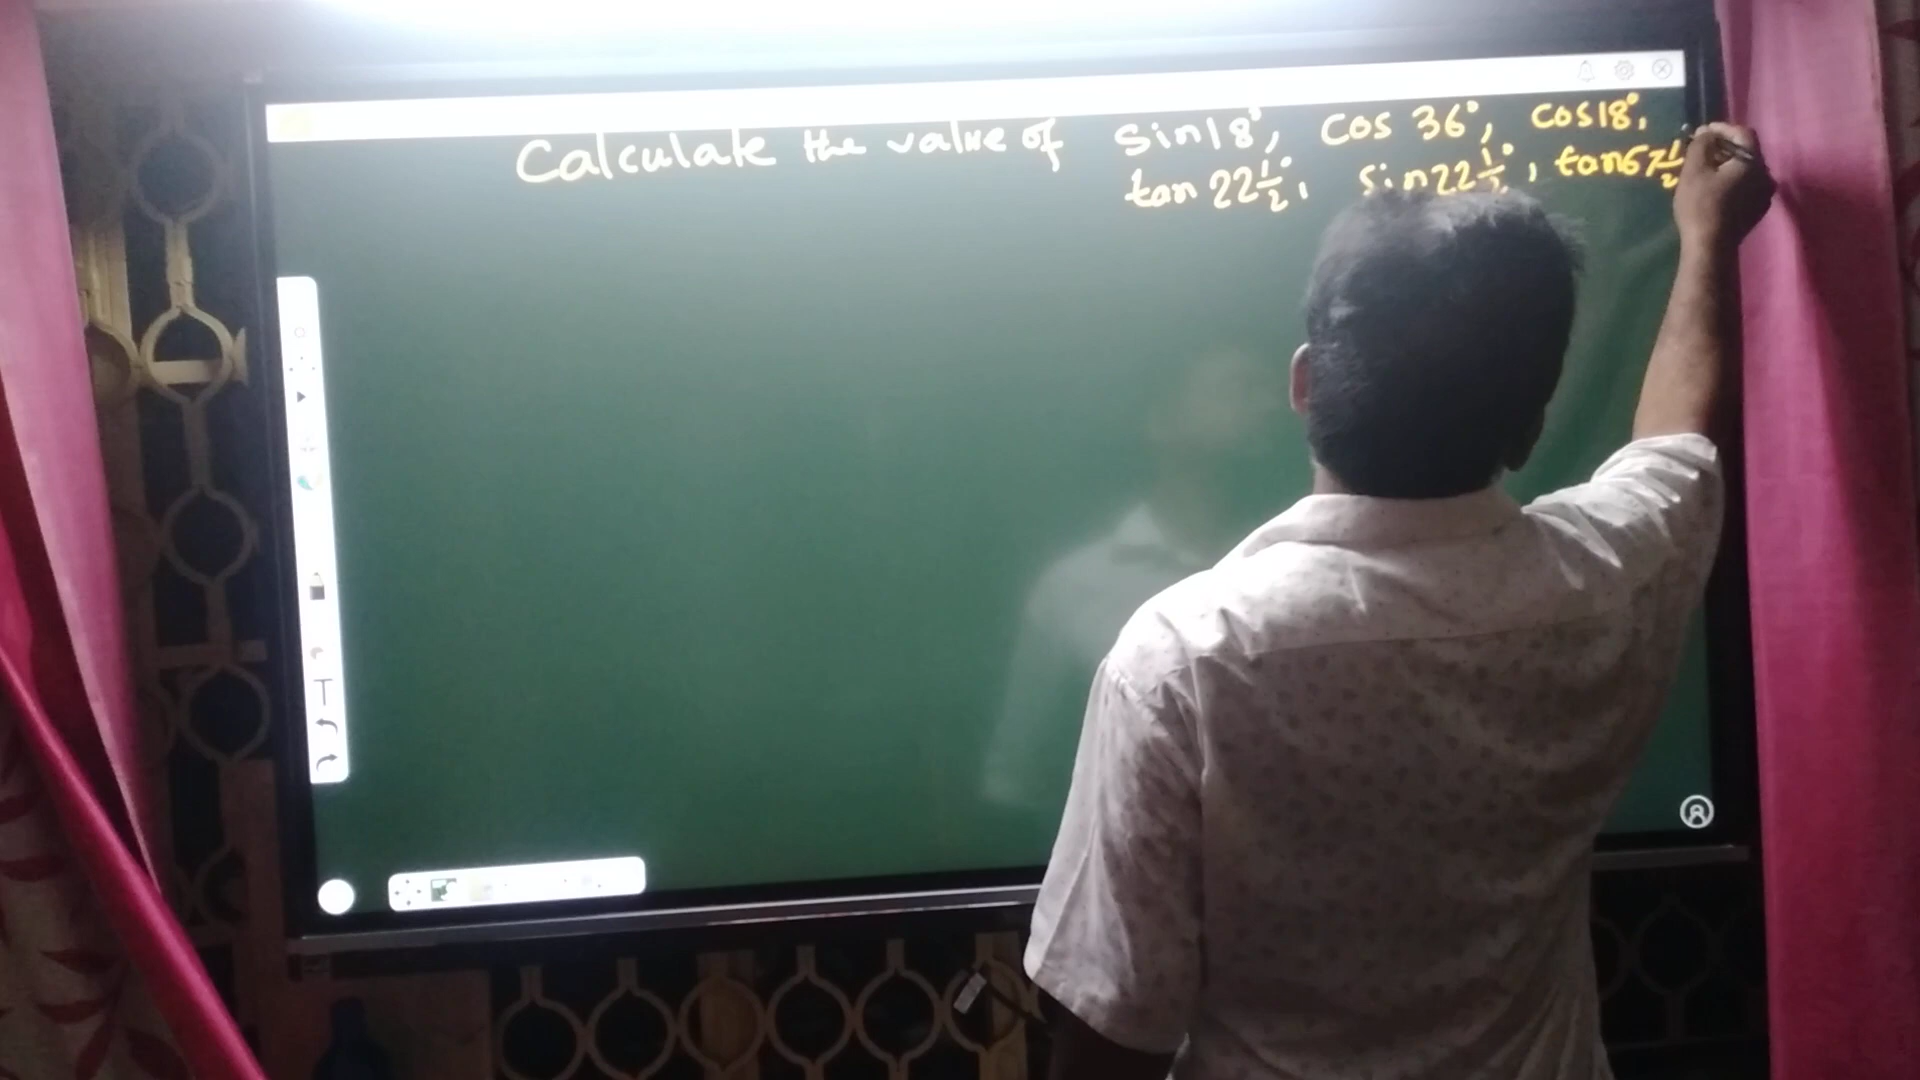 Calculate the value of sin18°, cos 36°, cos18°,
tan 22½°, sin22½°, tan67½
T